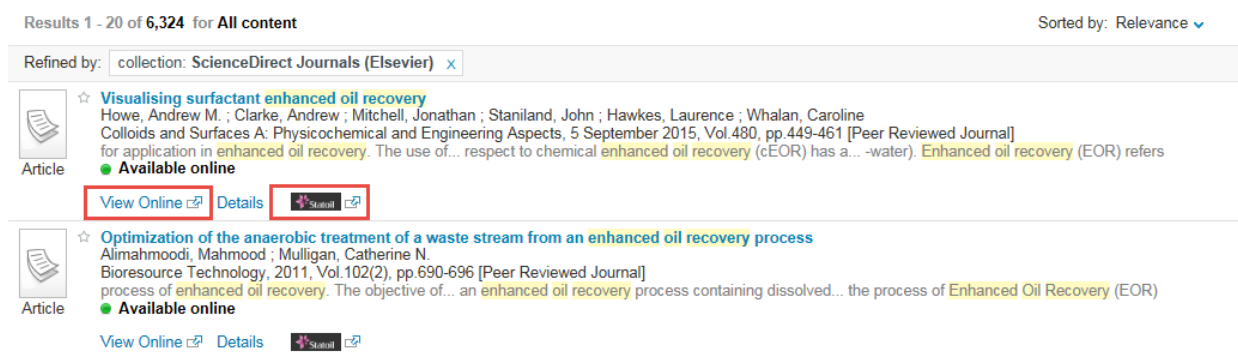 Results 1 - 20 of 6,324 for All content
Sorted by: Relevance
Refined by: collection: ScienceDirect Journals (Elsevier) x
Visualising surfactant enhanced oil recovery
Howe, Andrew M. ; Clarke, Andrew ; Mitchell, Jonathan ; Staniland, John ; Hawkes, Laurence ; Whalan, Caroline
Colloids and Surfaces A: Physicochemical and Engineering Aspects, 5 September 2015, Vol.480, pp.449-461 [Peer Reviewed Journal]
for application in enhanced oil recovery. The use of... respect to chemical enhanced oil recovery (cEOR) has a... -water). Enhanced oil recovery (EOR) refers
Article
Available online
View Online Details Statoil
Optimization of the anaerobic treatment of a waste stream from an enhanced oil recovery process
Alimahmoodi, Mahmood ; Mulligan, Catherine N.
Bioresource Technology, 2011, Vol.102(2), pp.690-696 [Peer Reviewed Journal]
process of enhanced oil recovery. The objective of... an enhanced oil recovery process containing dissolved... the process of Enhanced Oil Recovery (EOR)
Article
Available online
View Online Details Statoil